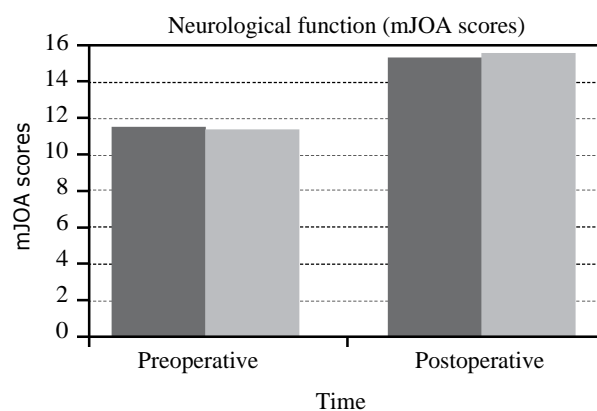 Neurological function (mJOA scores)
16
14
12
10
8
6
4
2
0
mJOA scores
Preoperative
Postoperative
Time